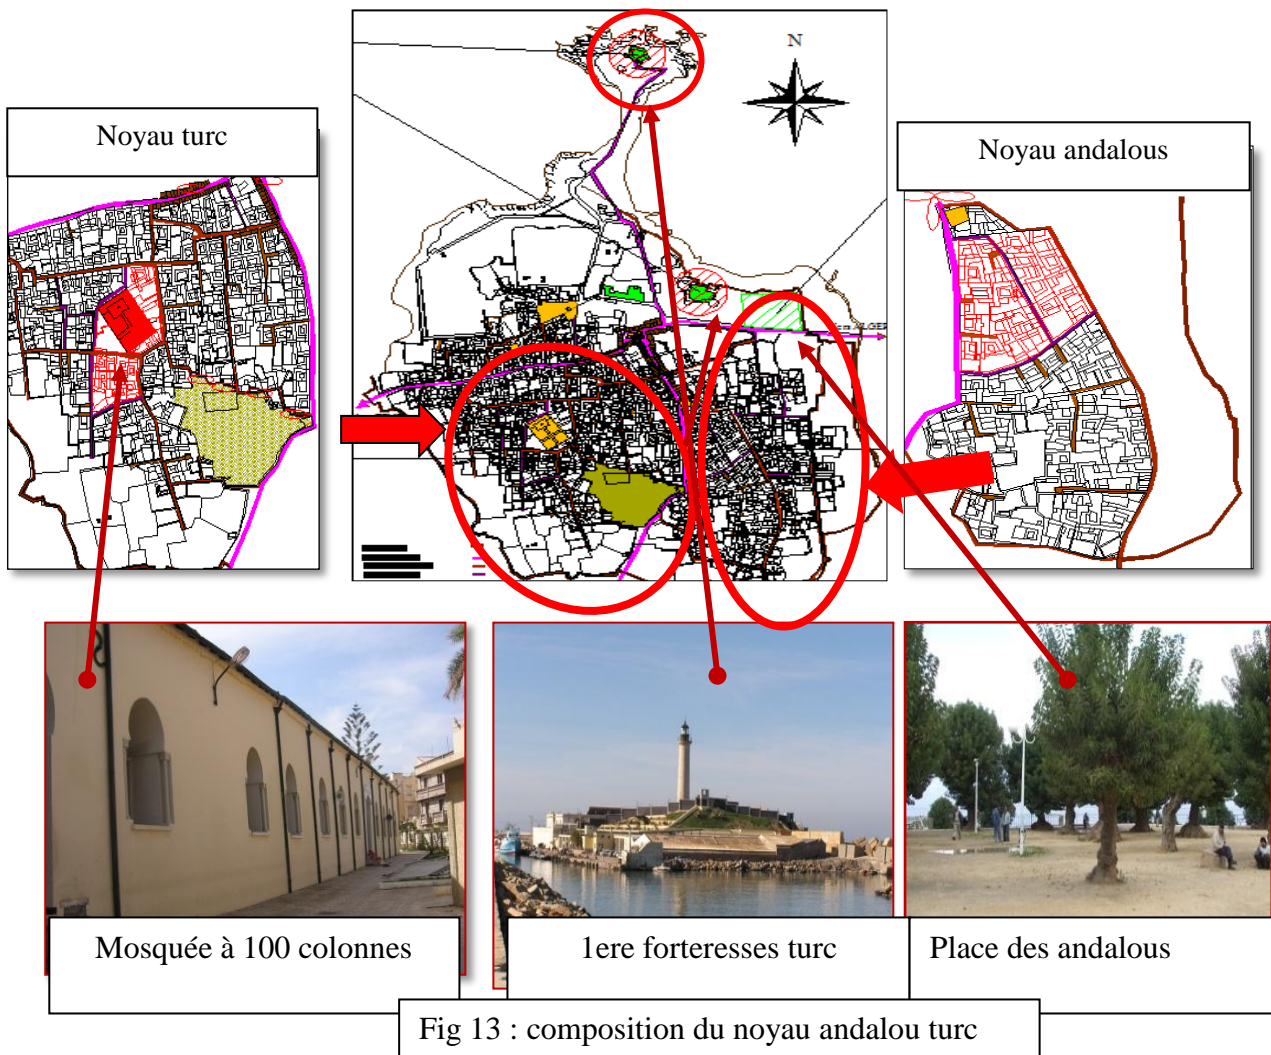 Noyau turc
N
Noyau andalous
ALGER
Mosquée à 100 colonnes
1ere forteresses turc
Place des andalous
Fig 13 : composition du noyau andalou turc